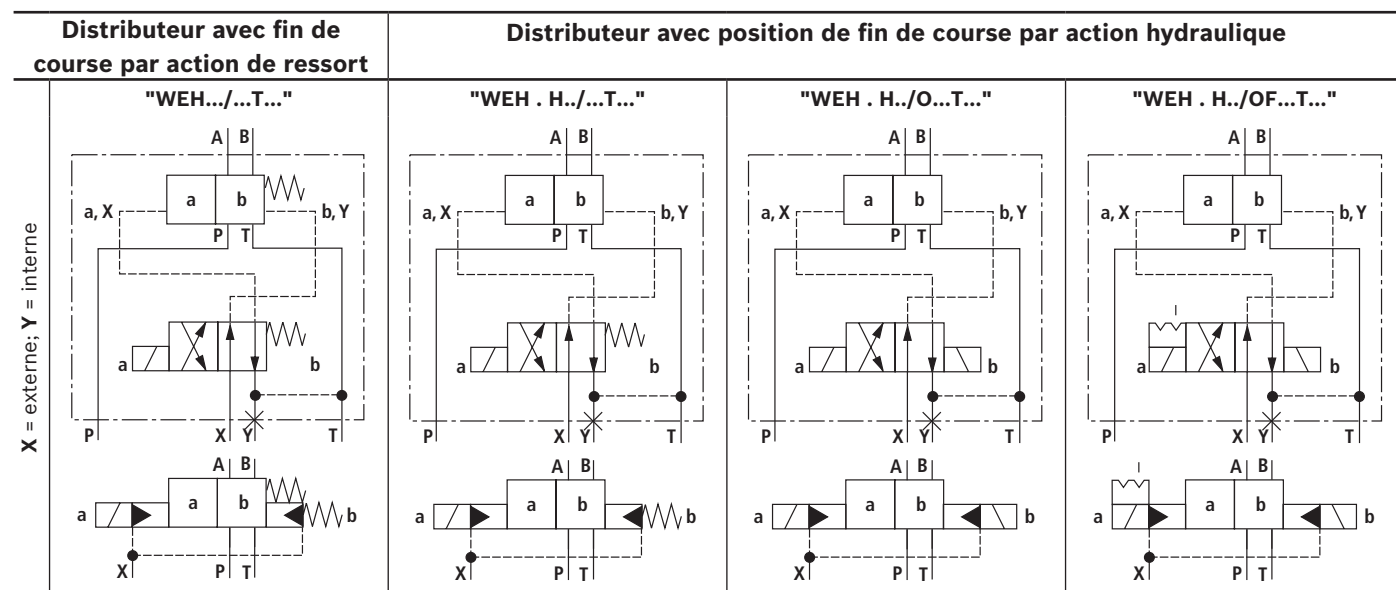 Distributeur avec fin de
course par action de ressort
Distributeur avec position de fin de course par action hydraulique
X = externe; Y = interne
"WEH.../...T..."
"WEH . H../...T..."
"WEH . H../O...T..."
"WEH . H../OF...T..."
A B
a b
a, X b, Y
P T
a b
P X Y T
A B
a a b b
X P T
A B
a b
a, X b, Y
P T
a b
P X Y T
A B
a a b b
X P T
A B
a b
a, X b, Y
P T
a b
P X Y T
A B
a a b b
X P T
A B
a b
a, X b, Y
P T
I
a b
P X Y T
I
A B
a a b b
X P T